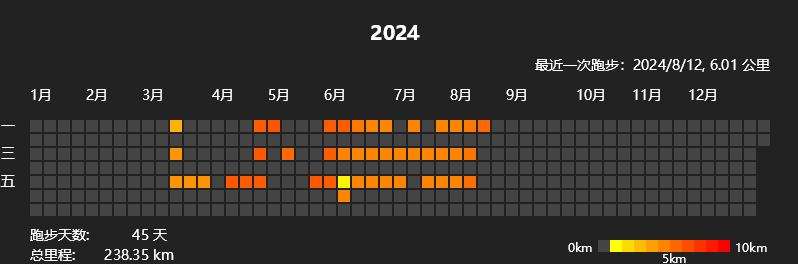 2024
最近一次跑步：2024/8/12, 6.01 公里
1月 2月 3月 4月 5月 6月 7月 8月 9月 10月 11月 12月
一
三
五
跑步天数: 45 天
总里程: 238.35 km
0km 10km
5km